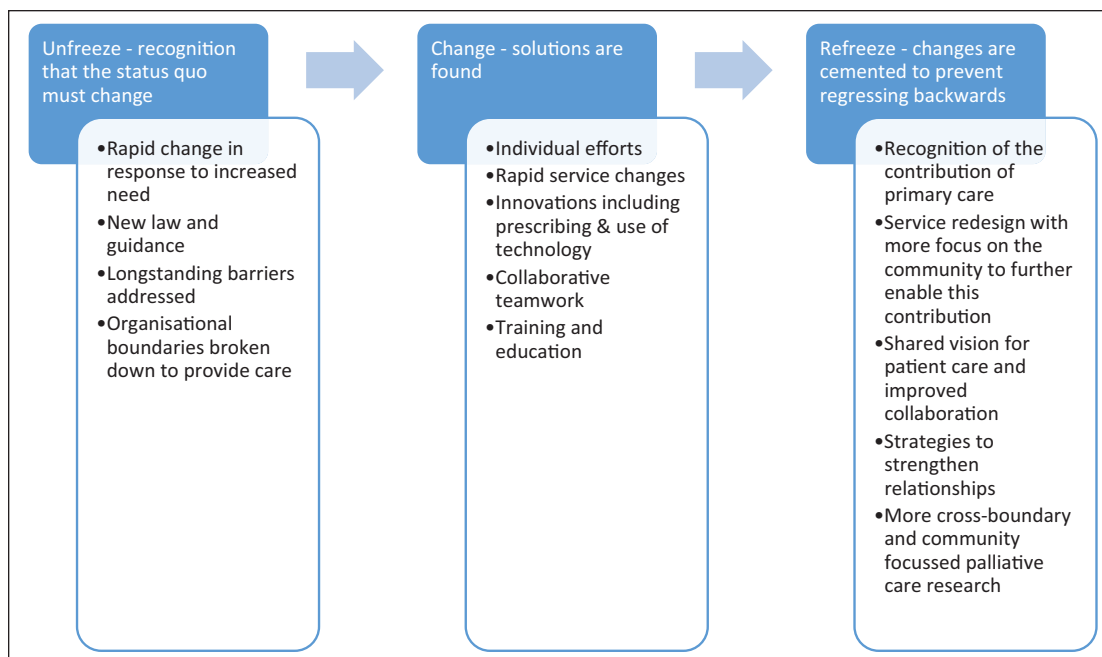 Unfreeze - recognition
that the status quo
must change
•Rapid change in
response to increased
need
•New law and
guidance
•Longstanding barriers
addressed
•Organisational
boundaries broken
down to provide care
Change - solutions are
found
•Individual efforts
•Rapid service changes
•Innovations including
prescribing & use of
technology
•Collaborative
teamwork
•Training and
education
Refreeze - changes are
cemented to prevent
regressing backwards
•Recognition of the
contribution of
primary care
•Service redesign with
more focus on the
community to further
enable this
contribution
•Shared vision for
patient care and
improved
collaboration
•Strategies to
strengthen
relationships
•More cross-boundary
and community
focussed palliative
care research